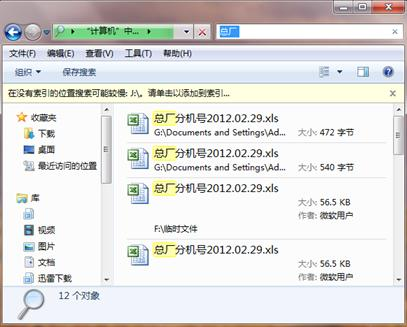 “计算机”中...
总厂
文件(F) 编辑(E) 查看(V) 工具(T) 帮助(H)
组织 保存搜索
在没有索引的位置搜索可能较慢: J:\。请单击以添加到索引...
收藏夹
下载
桌面
最近访问的位置
库
视频
图片
文档
迅雷下载
总厂分机号2012.02.29.xls
G:\Documents and Settings\Ad... 大小: 472 字节
总厂分机号2012.02.29.xls
G:\Documents and Settings\Ad... 大小: 540 字节
总厂分机号2012.02.29.xls
大小: 56.5 KB
作者: 微软用户
F:\临时文件
总厂分机号2012.02.29.xls
大小: 56.5 KB
作者: 微软用户
12 个对象